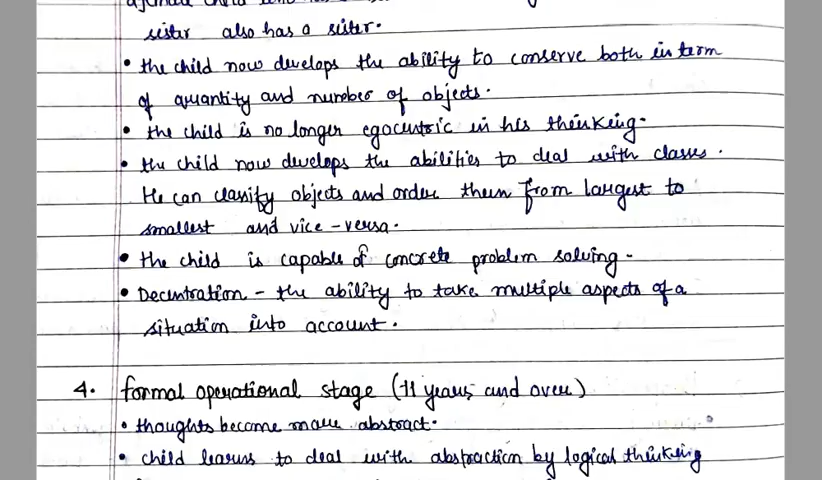 sister also has a sister.
• the child now develops the ability to conserve both in term
of quantity and number of objects.
• the child is no longer egocentric in his thinking.
• the child now develops the abilities to deal with classes.
He can classify objects and order them from largest to
smallest and vice-versa.
• the child is capable of concrete problem solving.
• Decentration - the ability to take multiple aspects of a
situation into account.
4. formal operational stage (11 years and over)
• thoughts become more abstract.
• child learns to deal with abstraction by logical thinking